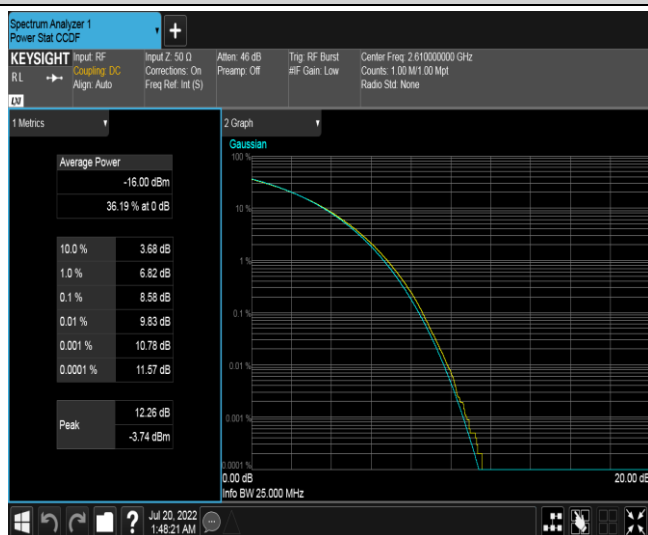 Spectrum Analyzer 1
Power Stat CCDF
KEYSIGHT
RL
LXI
Input: RF
Coupling: DC
Align: Auto
Input Z: 50 Ω
Corrections: On
Freq Ref: Int (S)
Atten: 46 dB
Preamp: Off
Trig: RF Burst
#IF Gain: Low
Center Freq: 2.610000000 GHz
Counts: 1.00 M/1.00 Mpt
Radio Std: None
1 Metrics
Average Power
-16.00 dBm
36.19 % at 0 dB
10.0 % 3.68 dB
1.0 % 6.82 dB
0.1 % 8.58 dB
0.01 % 9.83 dB
0.001 % 10.78 dB
0.0001 % 11.57 dB
Peak
12.26 dB
-3.74 dBm
2 Graph
Gaussian
100 %
10 %
1 %
0.1 %
0.01 %
0.001 %
0.0001 %
0.00 dB 20.00 dB
Info BW 25.000 MHz
?
Jul 20, 2022
1:48:21 AM